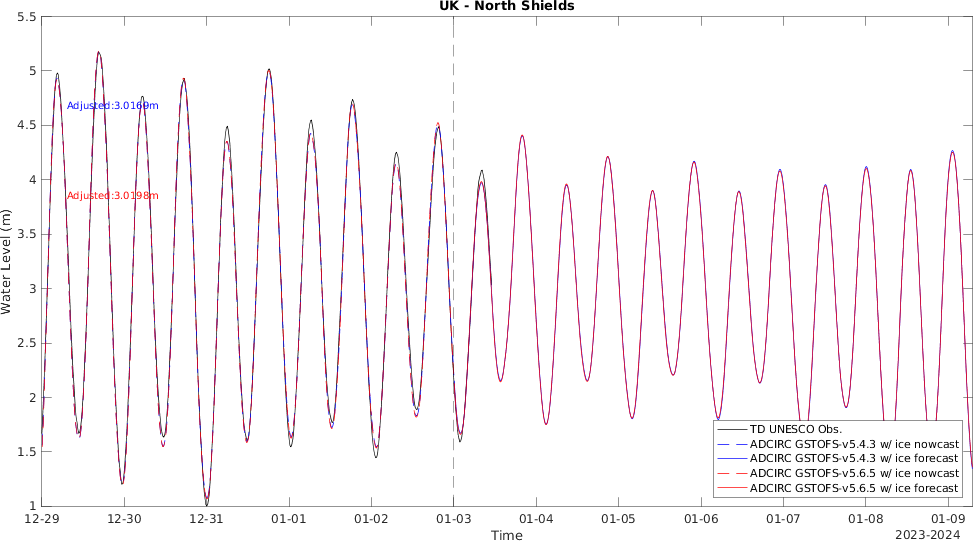 UK - North Shields
5.5
5
4.5
4
3.5
3
2.5
2
1.5
1
Water Level (m)
Adjusted:3.0169m
Adjusted:3.0198m
TD UNESCO Obs.
ADCIRC GSTOFS-v5.4.3 w/ ice nowcast
ADCIRC GSTOFS-v5.4.3 w/ ice forecast
ADCIRC GSTOFS-v5.6.5 w/ ice nowcast
ADCIRC GSTOFS-v5.6.5 w/ ice forecast
12-29 12-30 12-31 01-01 01-02 01-03 01-04 01-05 01-06 01-07 01-08 01-09
Time
2023-2024